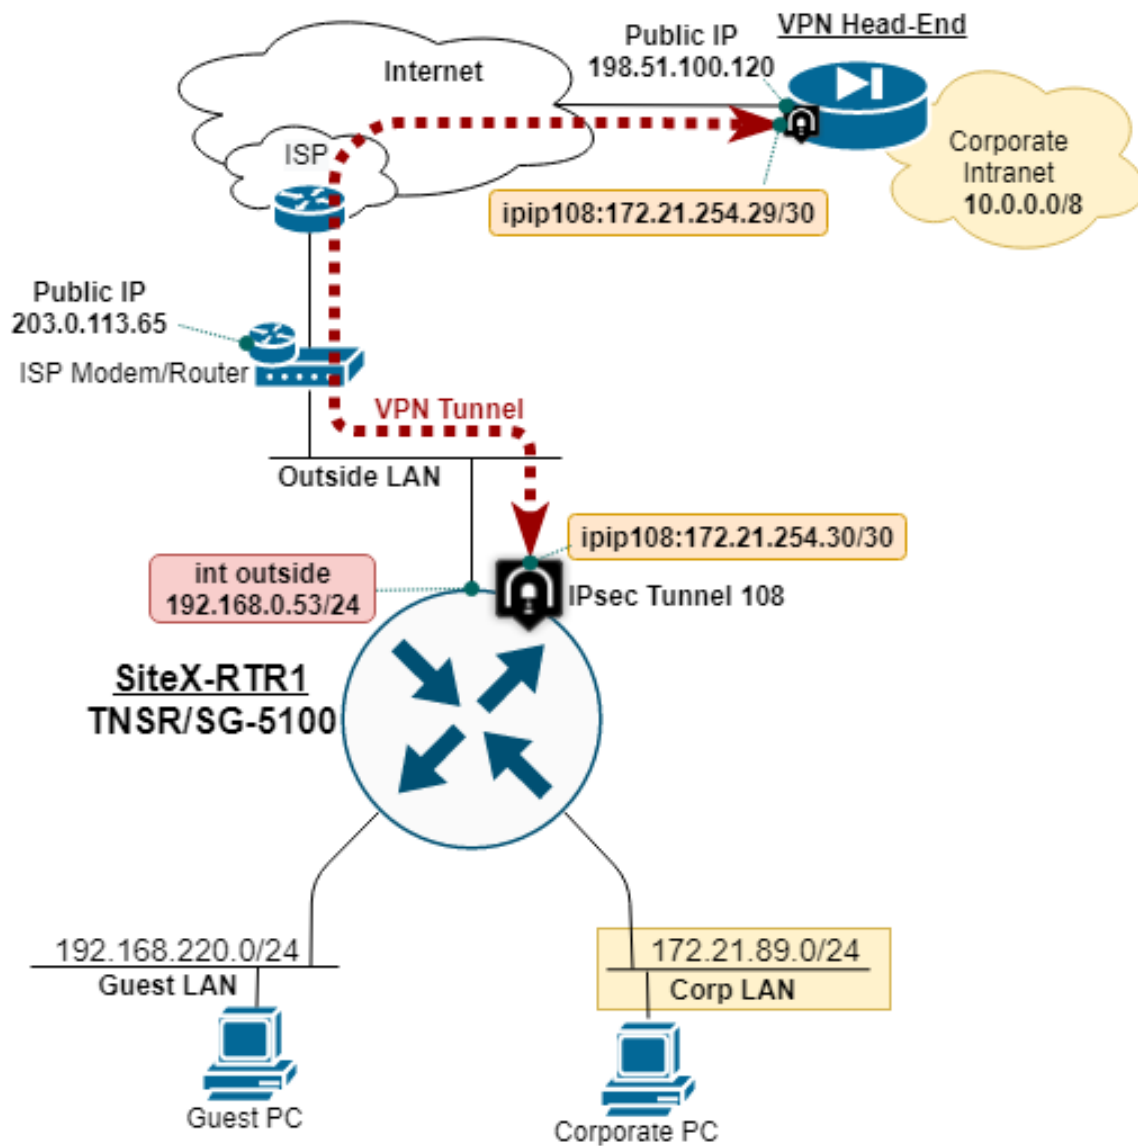 VPN Head-End
Public IP
198.51.100.120
Internet
ISP
Corporate
Intranet
10.0.0.0/8
ipip108:172.21.254.29/30
Public IP
203.0.113.65
ISP Modem/Router
VPN Tunnel
Outside LAN
ipip108:172.21.254.30/30
int outside
192.168.0.53/24
IPsec Tunnel 108
SiteX-RTR1
TNSR/SG-5100
192.168.220.0/24
Guest LAN
172.21.89.0/24
Corp LAN
Guest PC
Corporate PC